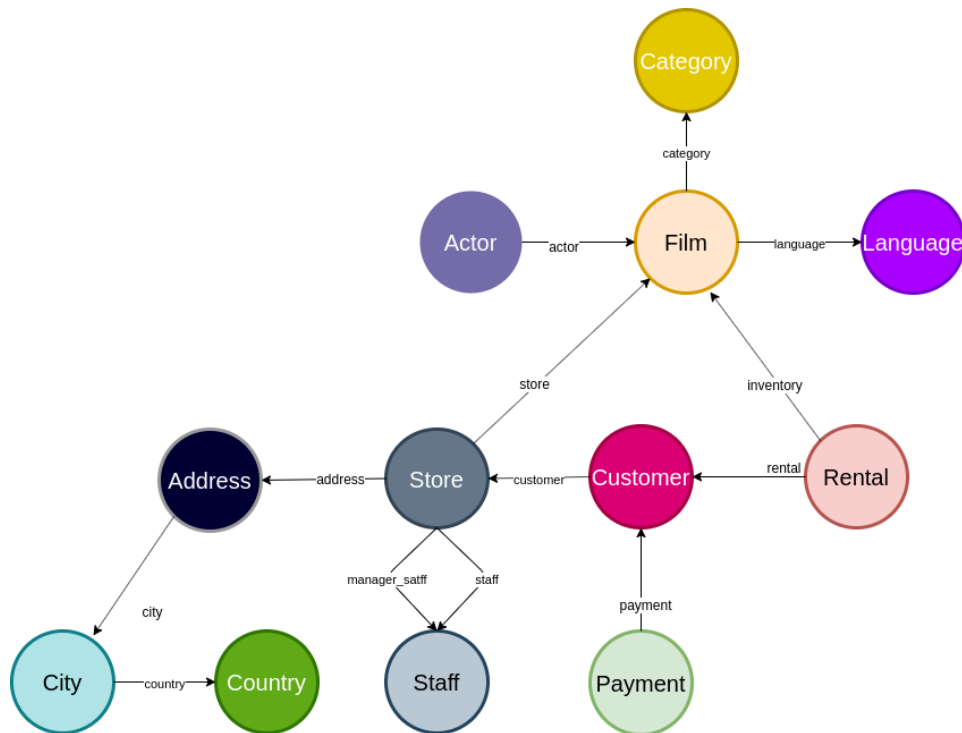 Category
category
Actor
actor
Film
language
Language
store
inventory
Address
address
Store
customer
Customer
rental
Rental
manager_satff
staff
city
payment
City
country
Country
Staff
Payment